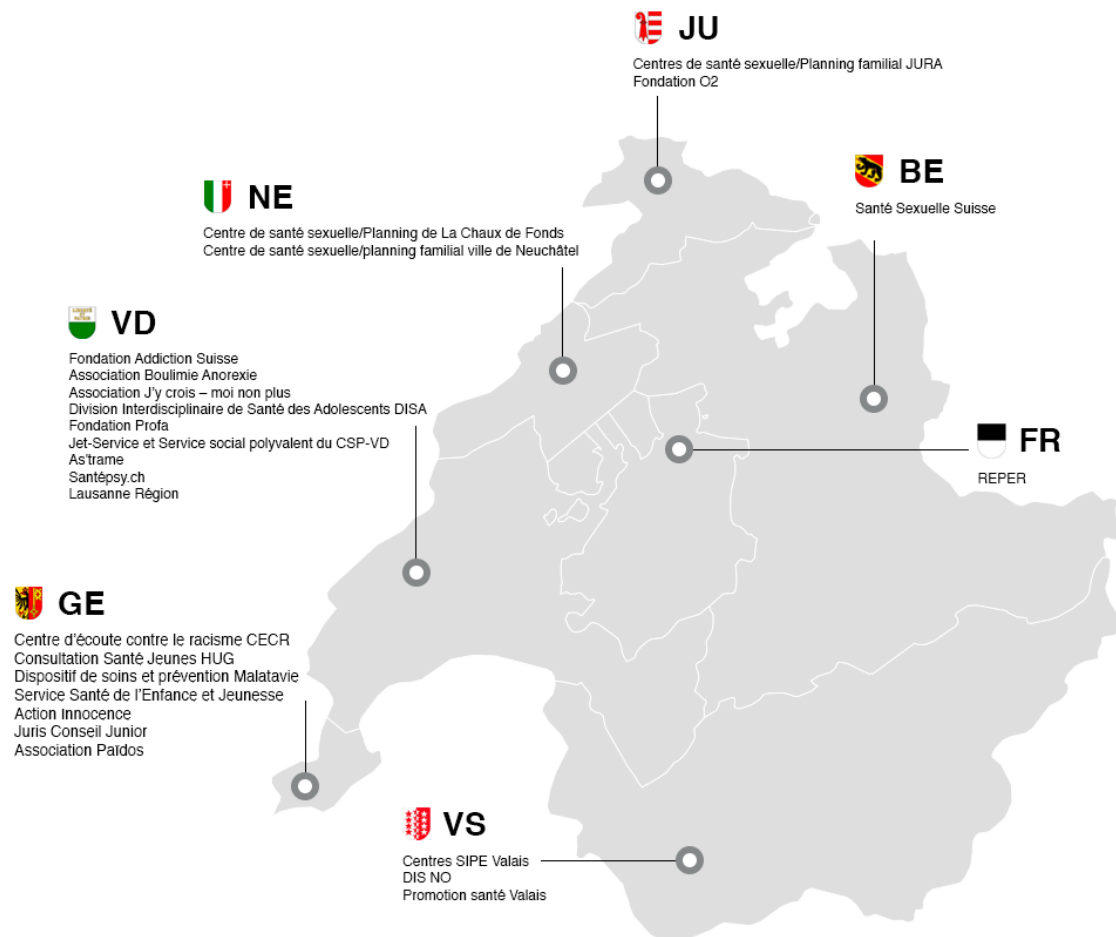 JU
Centres de santé sexuelle/Planning familial JURA
Fondation O2
BE
Santé Sexuelle Suisse
NE
Centre de santé sexuelle/Planning de La Chaux de Fonds
Centre de santé sexuelle/planning familial ville de Neuchâtel
VD
Fondation Addiction Suisse
Association Boulimie Anorexie
Association J'y crois – moi non plus
Division Interdisciplinaire de Santé des Adolescents DISA
Fondation Profa
Jet-Service et Service social polyvalent du CSP-VD
As'trame
Santépsy.ch
Lausanne Région
FR
REPER
GE
Centre d'écoute contre le racisme CECR
Consultation Santé Jeunes HUG
Dispositif de soins et prévention Malatavie
Service Santé de l'Enfance et Jeunesse
Action Innocence
Juris Conseil Junior
Association Païdos
VS
Centres SIPE Valais
DIS NO
Promotion santé Valais